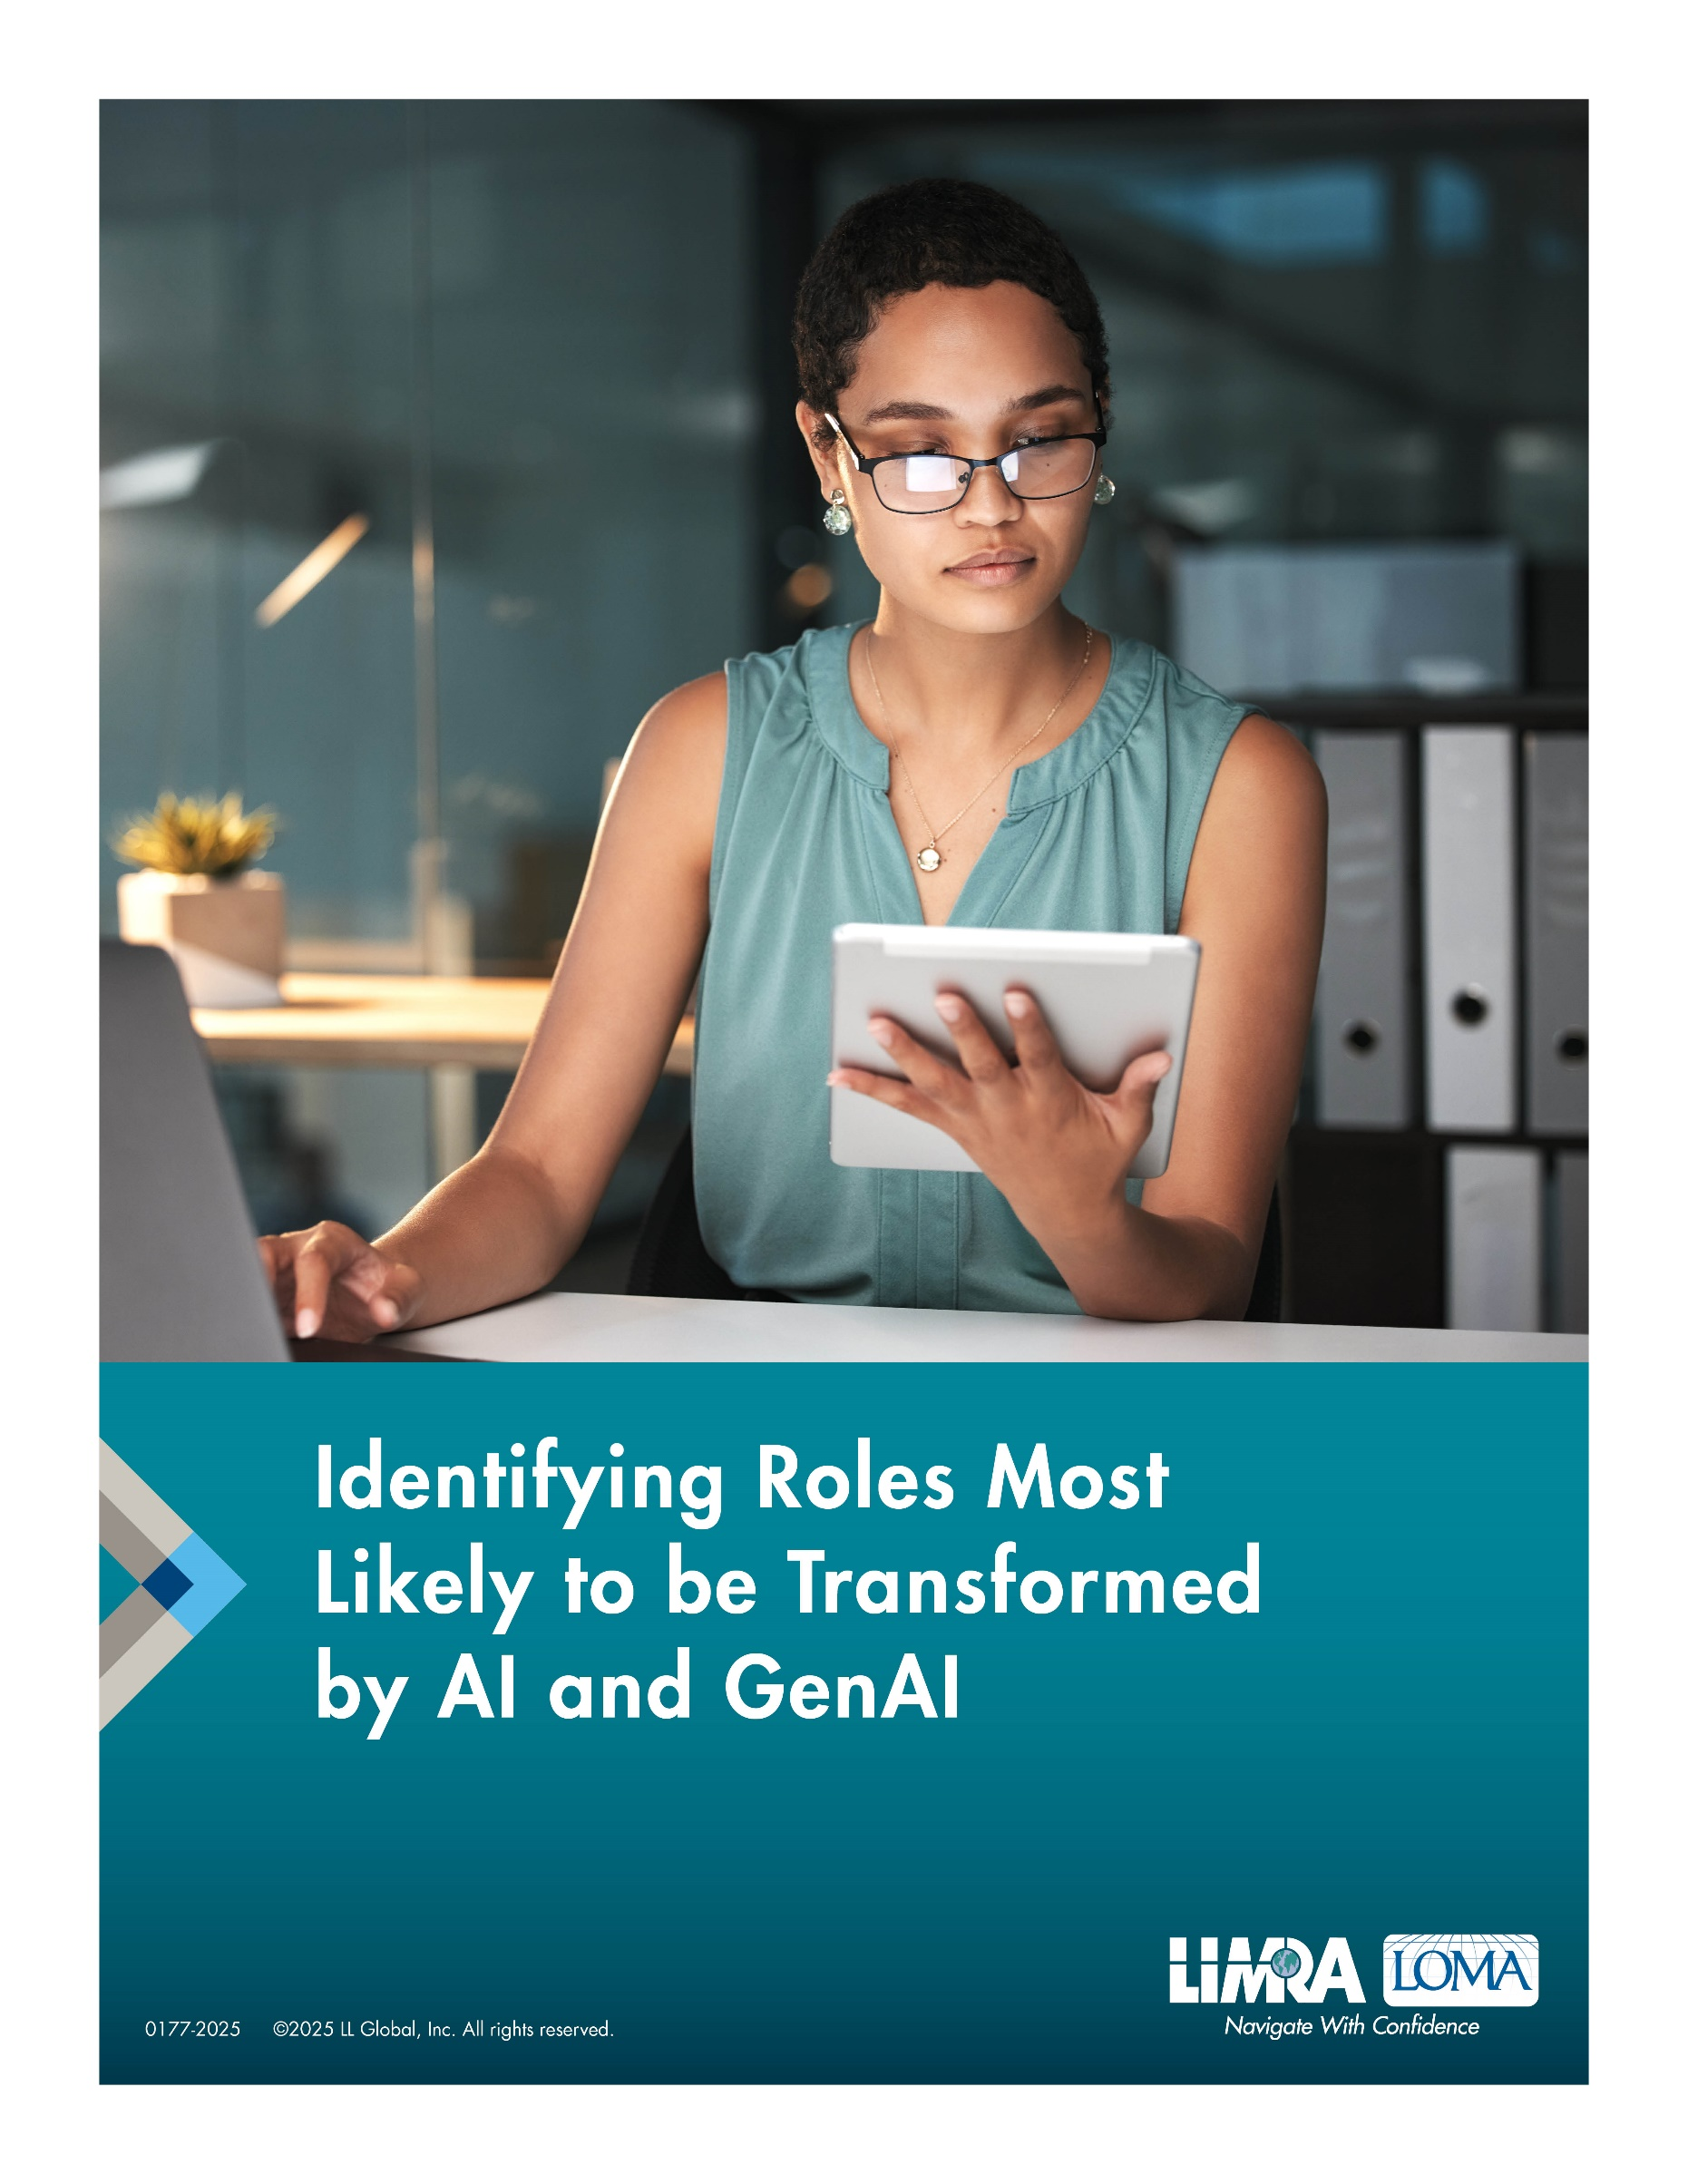 Identifying Roles Most
Likely to be Transformed
by AI and GenAI
LIMRA LOMA
Navigate With Confidence
0177-2025 ©2025 LL Global, Inc. All rights reserved.